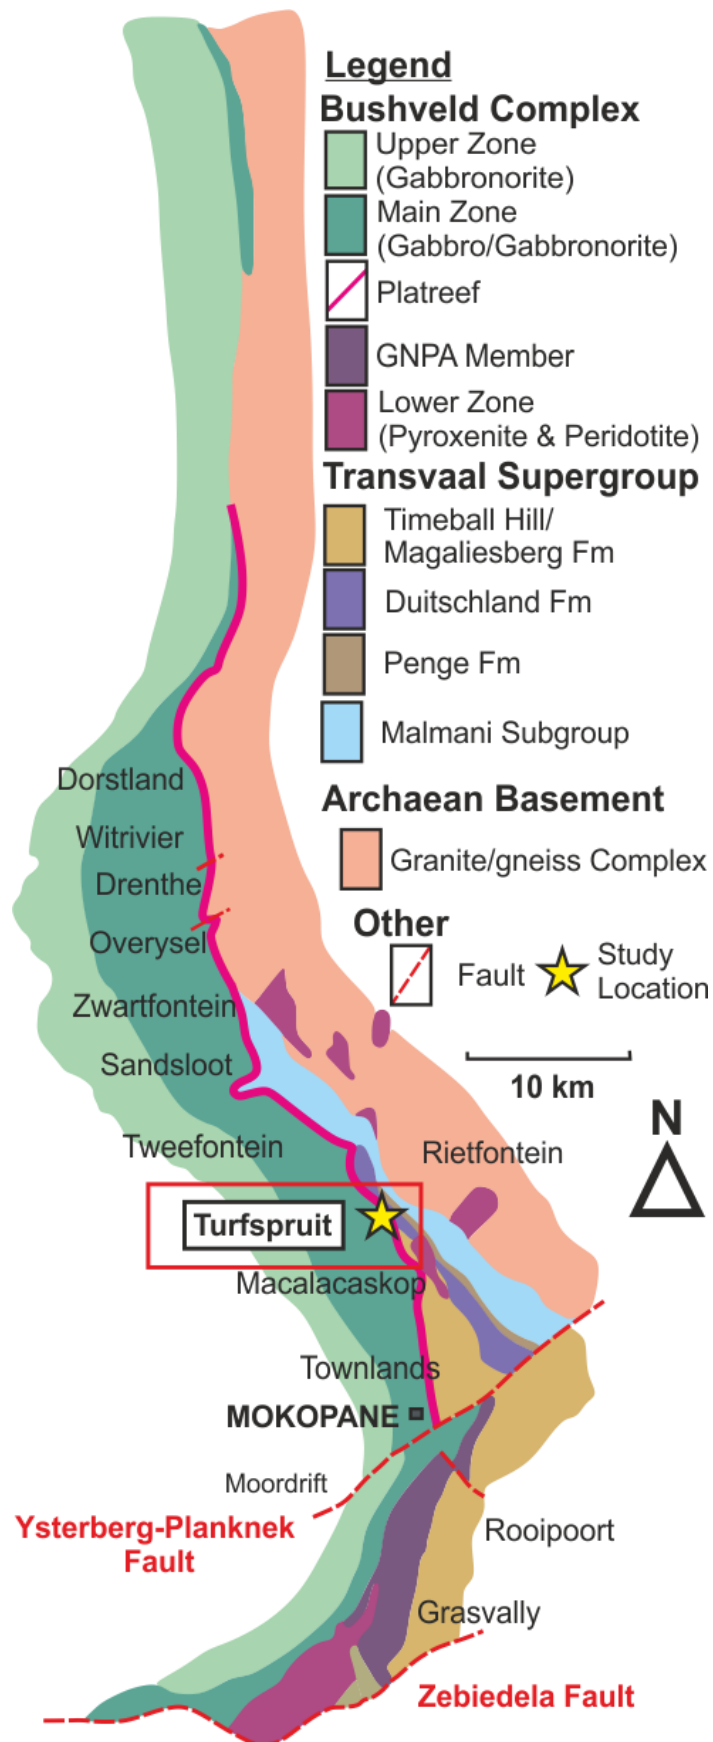 Legend
Bushveld Complex
Upper Zone
(Gabbronorite)
Main Zone
(Gabbro/Gabbronorite)
Platreef
GNPA Member
Lower Zone
(Pyroxenite & Peridotite)
Transvaal Supergroup
Timeball Hill/
Magaliesberg Fm
Duitschland Fm
Penge Fm
Malmani Subgroup
Archaean Basement
Granite/gneiss Complex
Other
Fault
Study
Location
10 km
N
Dorstland
Witrivier
Drenthe
Overysel
Zwartfontein
Sandsloot
Tweefontein
Rietfontein
Turfspruit
Macalacaskop
Townlands
MOKOPANE
Moordrift
Ysterberg-Planknek
Fault
Rooipoort
Grasvally
Zebiedela Fault